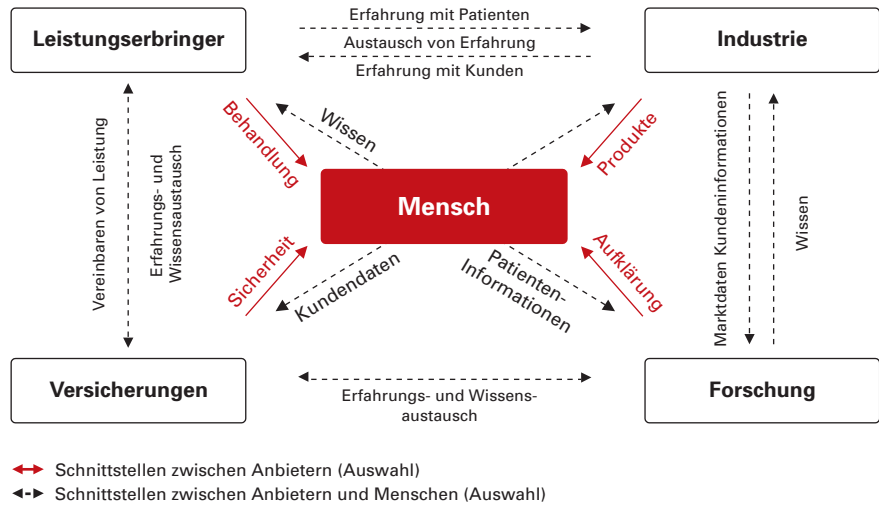 Leistungserbringer
Erfahrung mit Patienten
Austausch von Erfahrung
Erfahrung mit Kunden
Industrie
Vereinbaren von Leistung
Erfahrungs- und
Wissensaustausch
Behandlung
Wissen
Produkte
Mensch
Sicherheit
Kundendaten
Patienten-
Informationen
Aufklärung
Marktdaten Kundeninformationen
Wissen
Versicherungen
Erfahrungs- und Wissens-
austausch
Forschung
Schnittstellen zwischen Anbietern (Auswahl)
Schnittstellen zwischen Anbietern und Menschen (Auswahl)